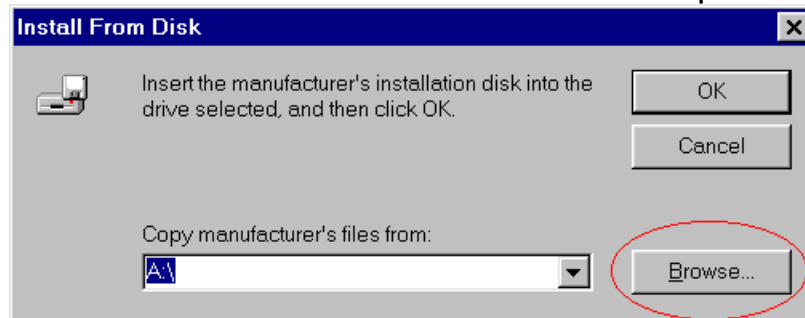 Install From Disk
Insert the manufacturer's installation disk into the
drive selected, and then click OK.
OK
Cancel
Copy manufacturer's files from:
A:\
Browse...